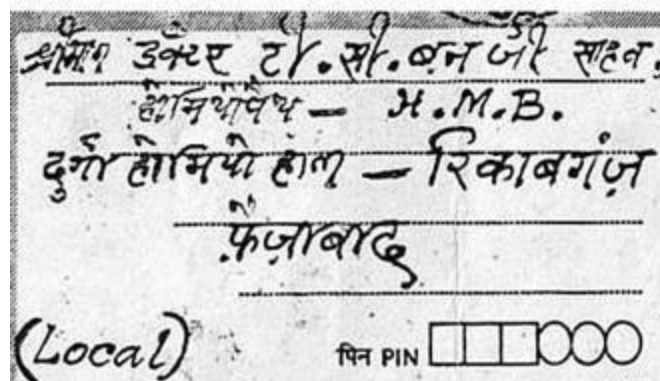 श्रीमान डॅक्टर टी.सी.बनर्जी साहब.
होमियोपैथ — H.M.B.
दुर्गा होमियो हाल — रिकाबगंज़
फ़ैज़ाबाद
(Local) पिन PIN